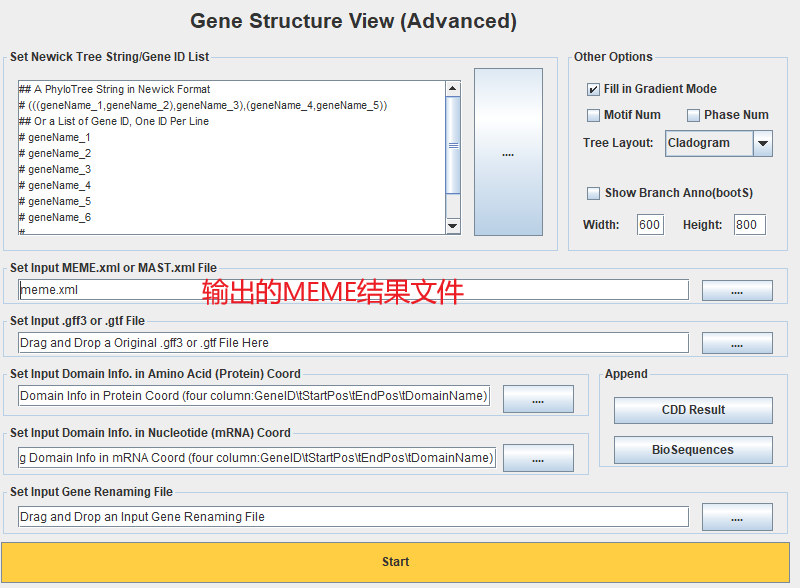 Gene Structure View (Advanced)
Set Newick Tree String/Gene ID List
## A PhyloTree String in Newick Format
# (((geneName_1,geneName_2),geneName_3),(geneName_4,geneName_5))
## Or a List of Gene ID, One ID Per Line
# geneName_1
# geneName_2
# geneName_3
# geneName_4
# geneName_5
# geneName_6
#
....
Other Options
Fill in Gradient Mode
Motif Num Phase Num
Tree Layout: Cladogram
Show Branch Anno(bootS)
Width: 600 Height: 800
Set Input MEME.xml or MAST.xml File
meme.xml 输出的MEME结果文件 ....
Set Input .gff3 or .gtf File
Drag and Drop a Original .gff3 or .gtf File Here ....
Set Input Domain Info. in Amino Acid (Protein) Coord
Domain Info in Protein Coord (four column:GeneID\tStartPos\tEndPos\tDomainName) ....
Set Input Domain Info. in Nucleotide (mRNA) Coord
g Domain Info in mRNA Coord (four column:GeneID\tStartPos\tEndPos\tDomainName) ....
Append
CDD Result
BioSequences
Set Input Gene Renaming File
Drag and Drop an Input Gene Renaming File ....
Start